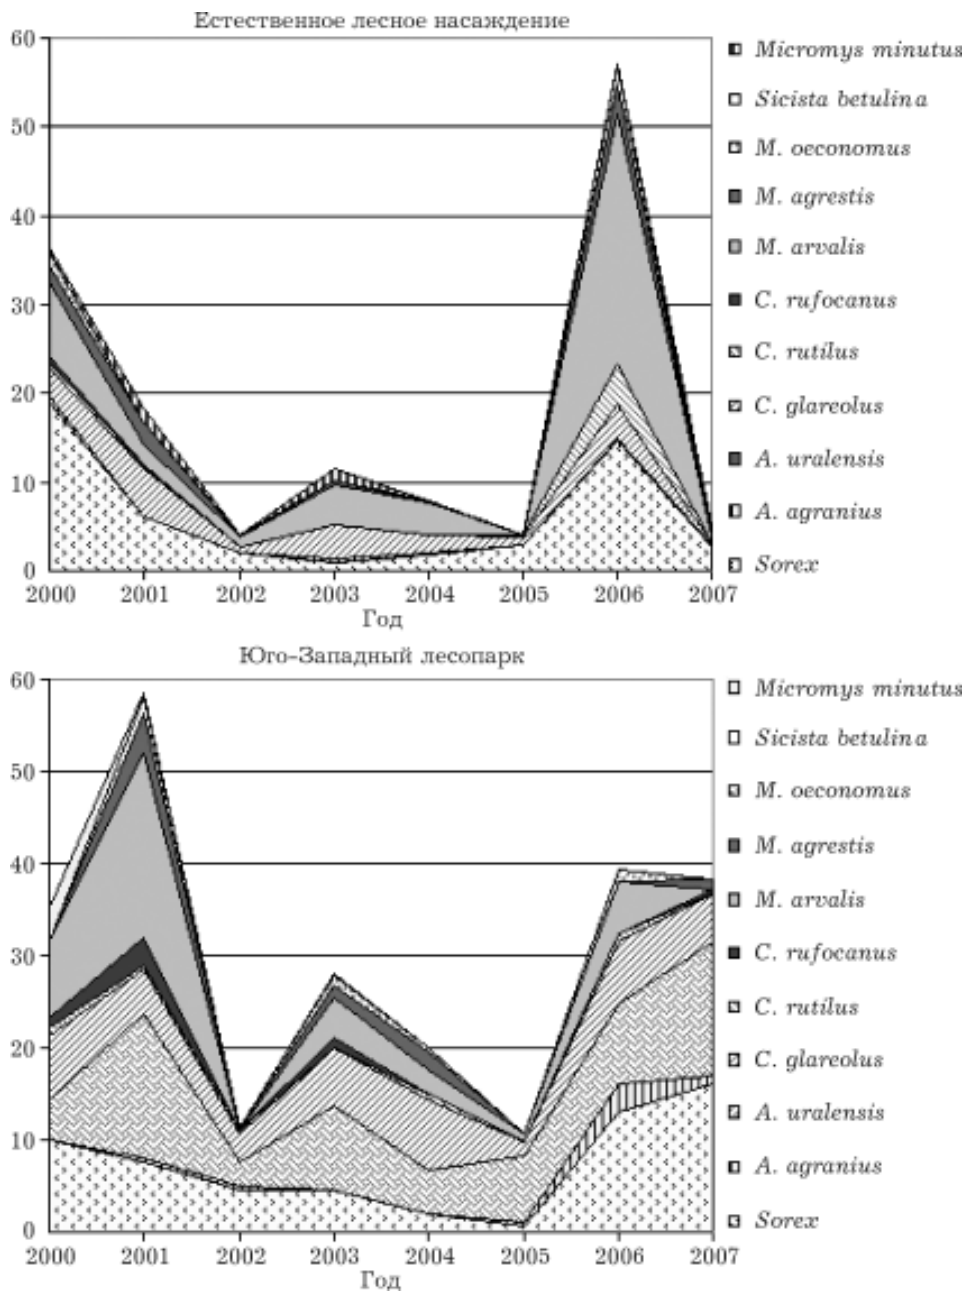 Естественное лесное насаждение
60
50
40
30
20
10
0
2000 2001 2002 2003 2004 2005 2006 2007
Год
Micromys minutus
Sicista betulina
M. oeconomus
M. agrestis
M. arvalis
C. rufocanus
C. rutilus
C. glareolus
A. uralensis
A. agranius
Sorex
Юго-Западный лесопарк
60
50
40
30
20
10
0
2000 2001 2002 2003 2004 2005 2006 2007
Год
Micromys minutus
Sicista betulina
M. oeconomus
M. agrestis
M. arvalis
C. rufocanus
C. rutilus
C. glareolus
A. uralensis
A. agranius
Sorex